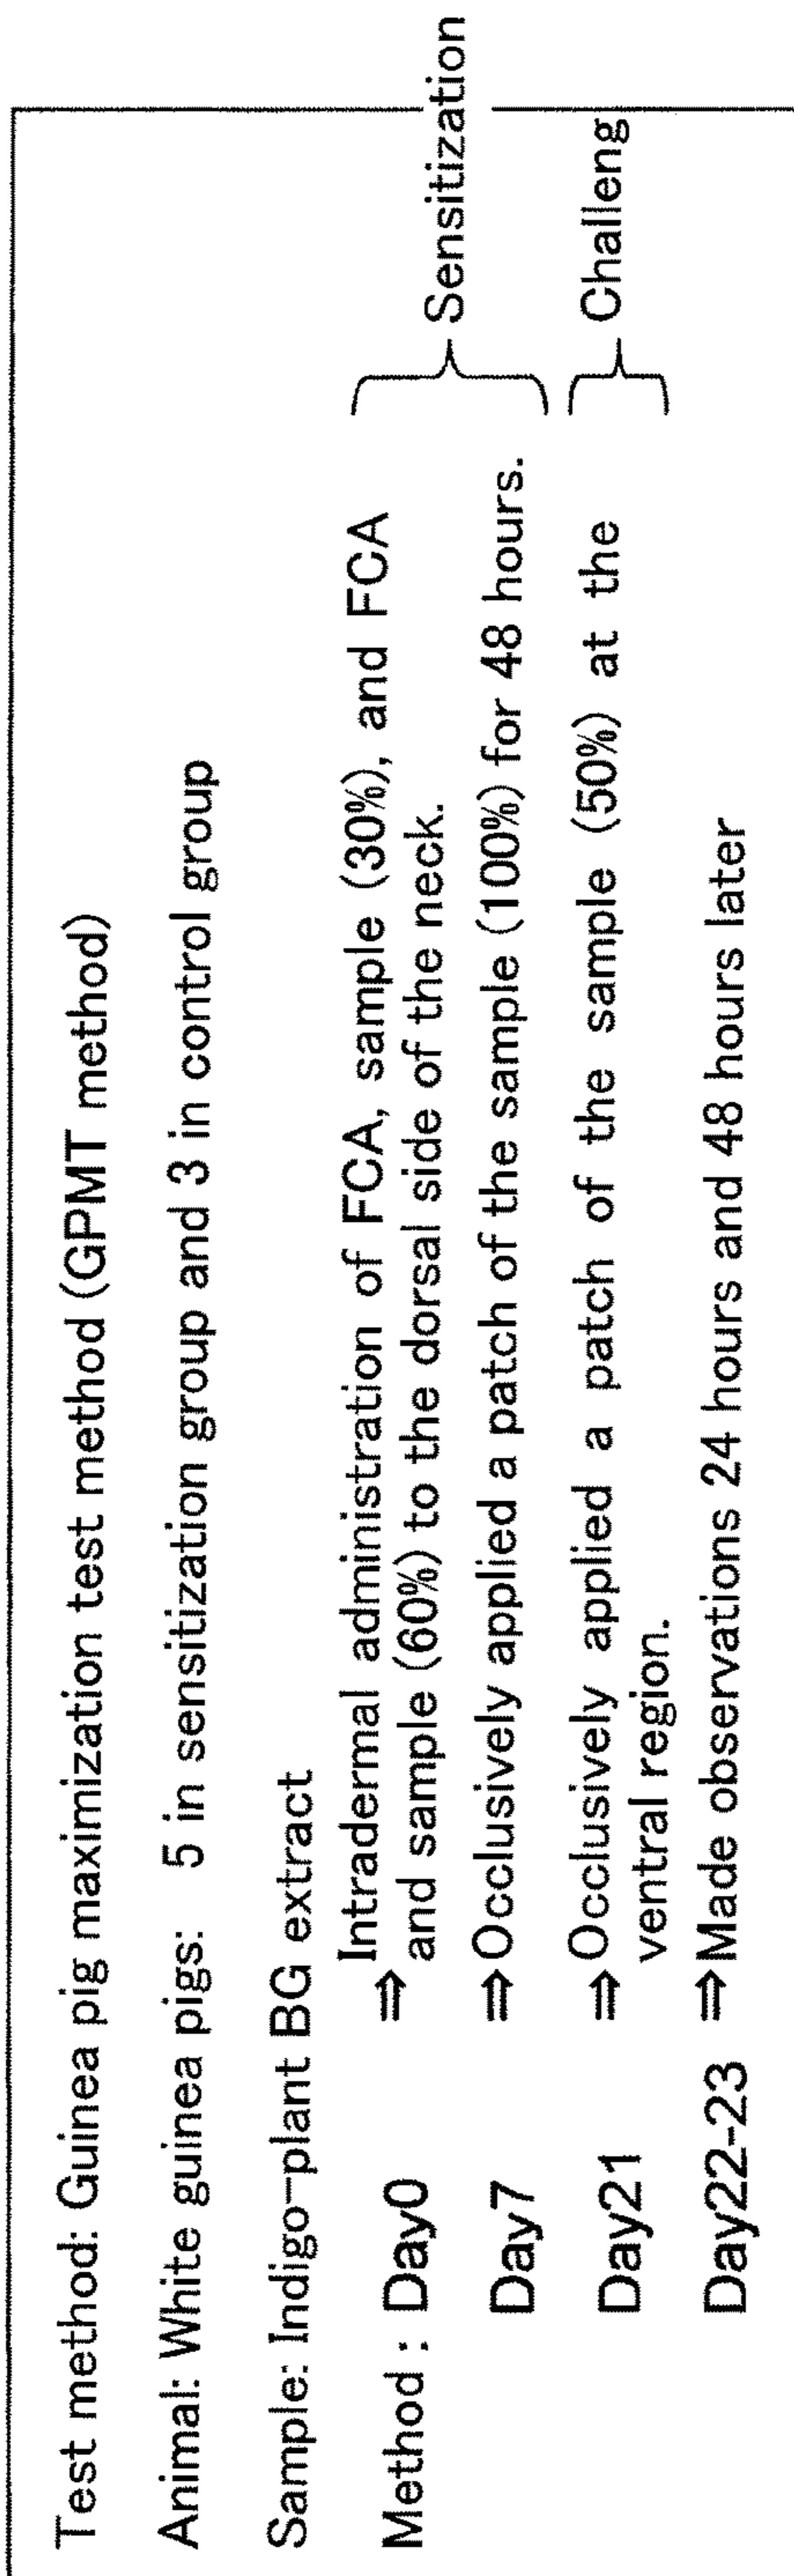 Test method: Guinea pig maximization test method (GPMT method)
Animal: White guinea pigs: 5 in sensitization group and 3 in control group
Sample: Indigo-plant BG extract
Method : Day0 ⇒ Intradermal administration of FCA, sample (30%), and FCA
and sample (60%) to the dorsal side of the neck.
Day7 ⇒ Occlusively applied a patch of the sample (100%) for 48 hours.
Sensitization
Day21 ⇒ Occlusively applied a patch of the sample (50%) at the
ventral region.
Challeng
Day22-23 ⇒ Made observations 24 hours and 48 hours later